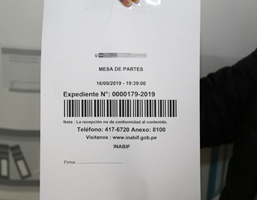 MESA DE PARTES
18/09/2019 - 19:39:00
Expediente N°: 0000179-2019
Nota : La recepción no da conformidad al contenido.
Teléfono: 417-6720 Anexo: 8100
Visítanos : www.inabif.gob.pe
INABIF
Firma: